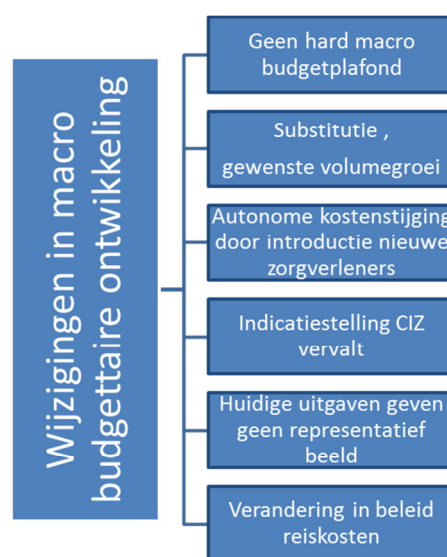 Wijzigingen in macro
budgettaire ontwikkeling
Geen hard macro
budgetplafond
Substitutie ,
gewenste volumegroei
Autonome kostenstijging
door introductie nieuwe
zorgverleners
Indicatiestelling CIZ
vervalt
Huidige uitgaven geven
geen representatief
beeld
Verandering in beleid
reiskosten